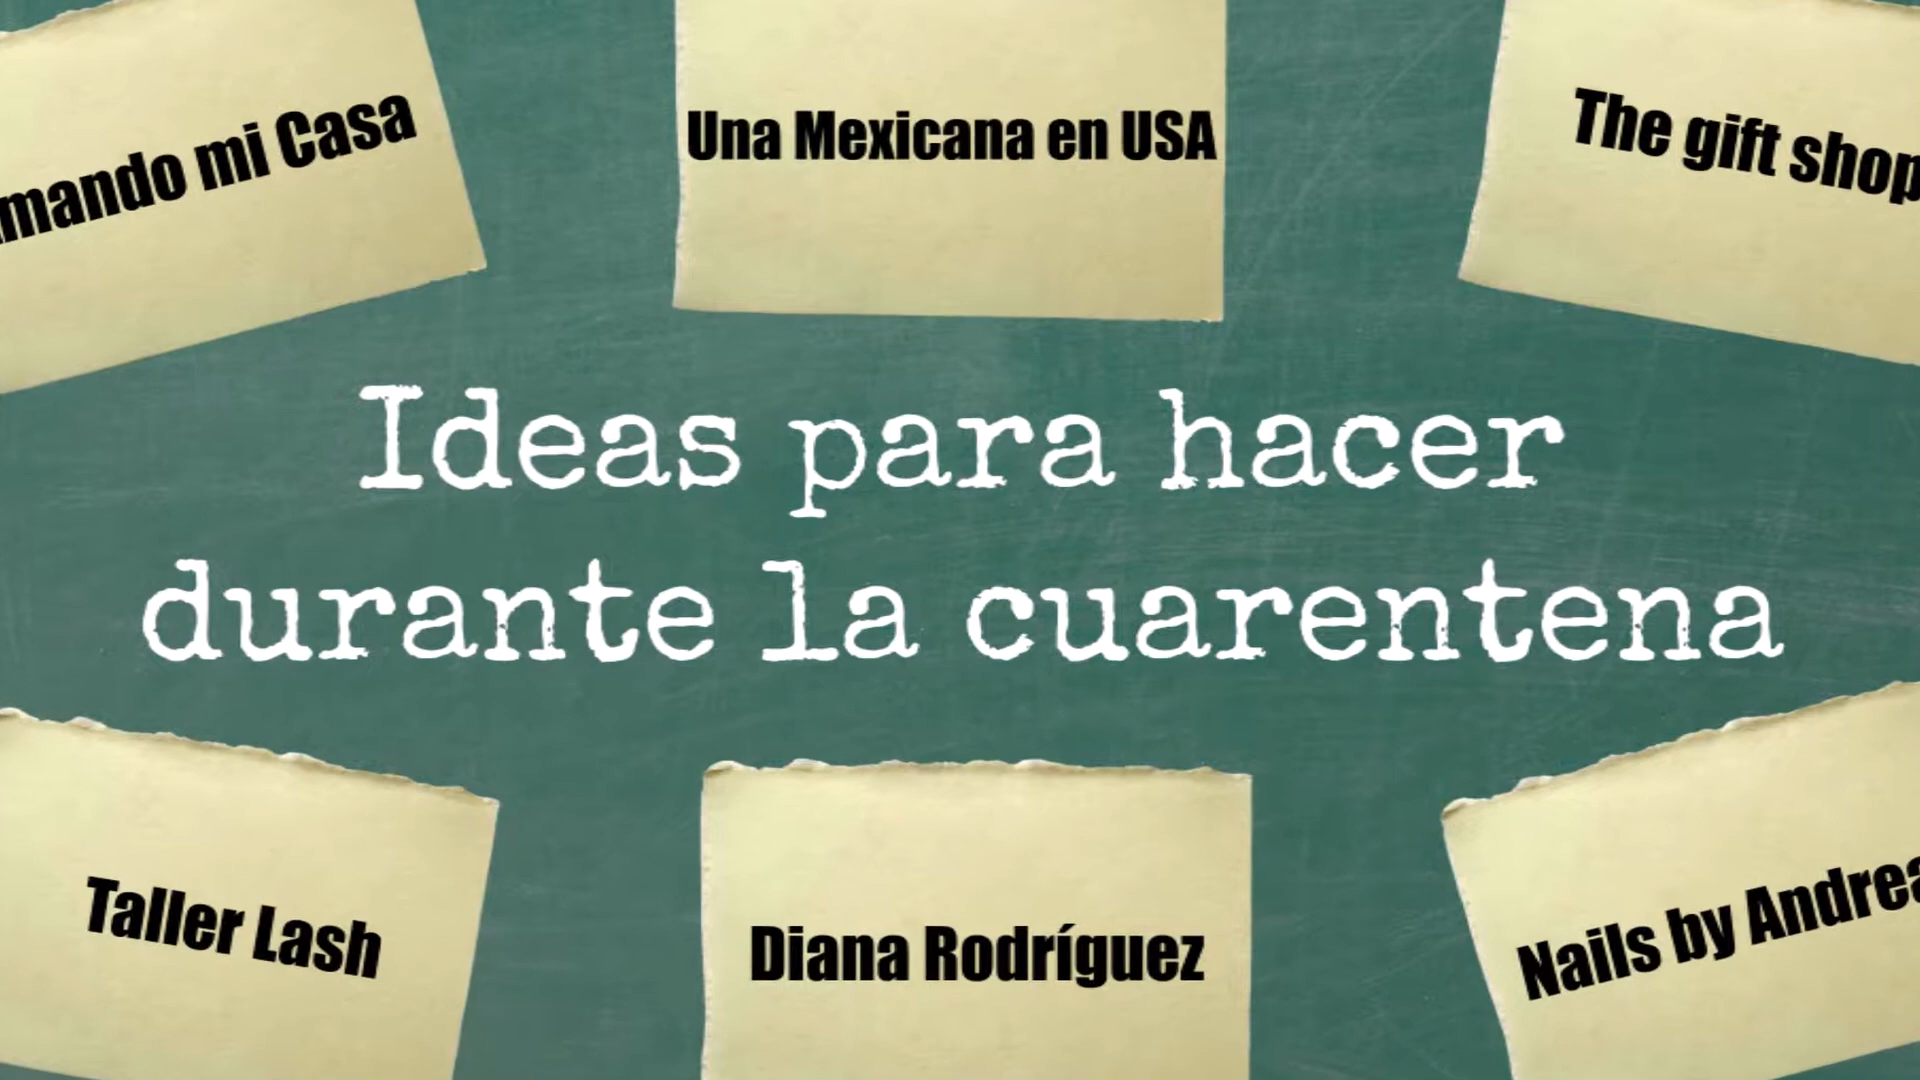 mi Casa
Una Mexicana en USA
The gift shop
Ideas para hacer
durante la cuarentena
Taller Lash
Diana Rodríguez
Nails by Andrea